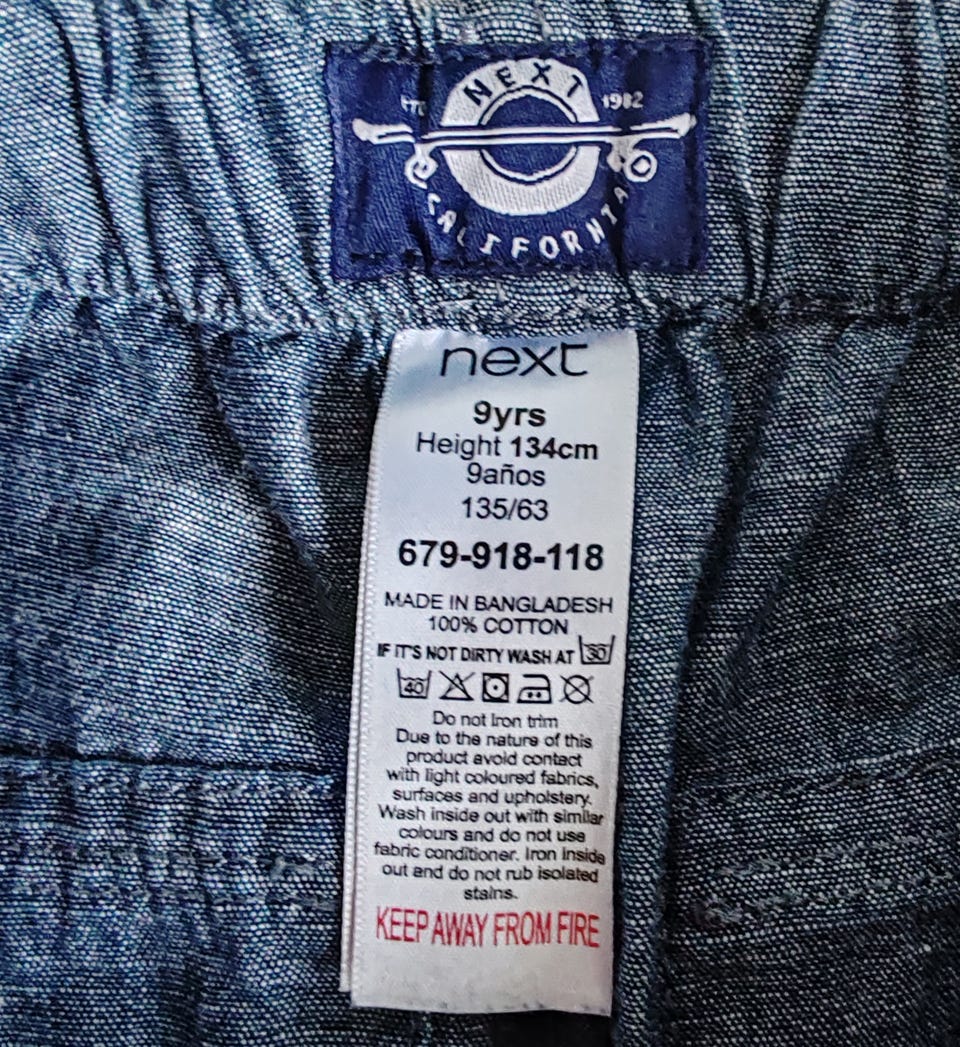 NEXT
ETD 1982
CALIFORNIA
next
9yrs
Height 134cm
9años
135/63
679-918-118
MADE IN BANGLADESH
100% COTTON
IF IT'S NOT DIRTY WASH AT 30
40
Do not Iron trim
Due to the nature of this
product avoid contact
with light coloured fabrics,
surfaces and upholstery.
Wash inside out with similar
colours and do not use
fabric conditioner. Iron inside
out and do not rub isolated
stains.
KEEP AWAY FROM FIRE